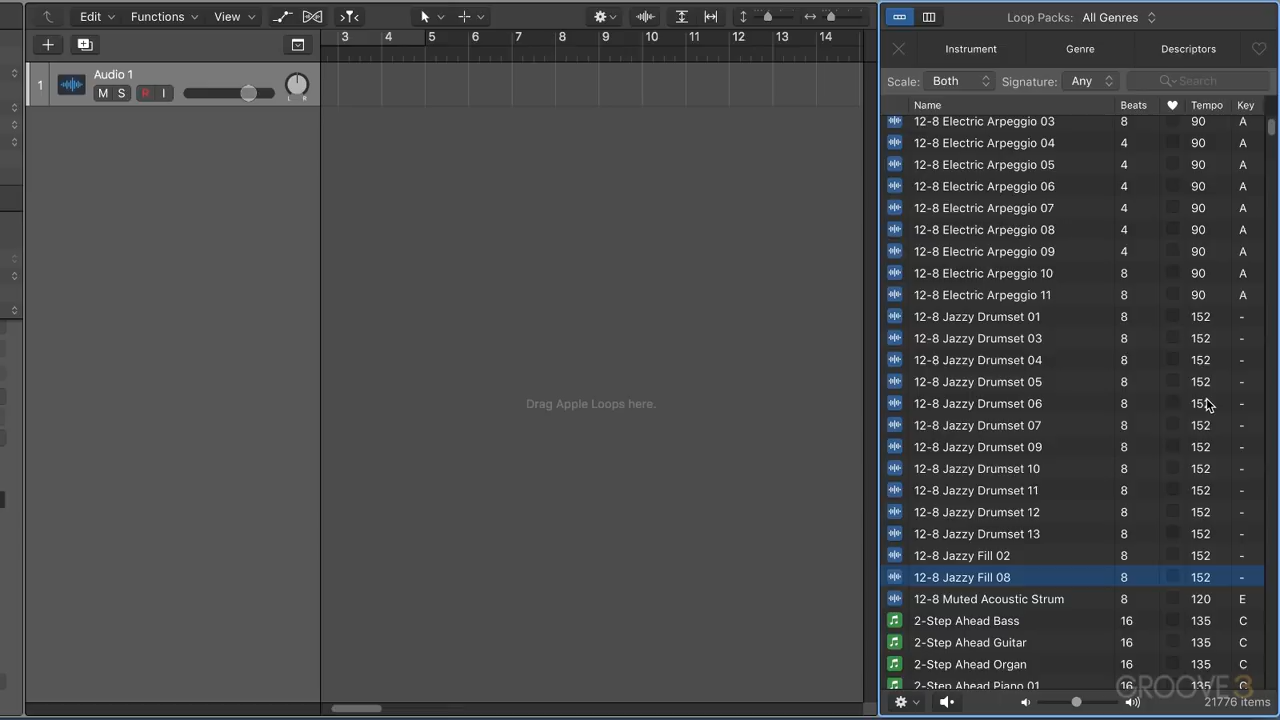 Edit Functions View
3 4 5 6 7 8 9 10 11 12 13 14
1 Audio 1
M S R I
L R
Drag Apple Loops here.
Loop Packs: All Genres
Instrument Genre Descriptors
Scale: Both Signature: Any Search
Name Beats Tempo Key
12-8 Electric Arpeggio 03 8 90 A
12-8 Electric Arpeggio 04 4 90 A
12-8 Electric Arpeggio 05 4 90 A
12-8 Electric Arpeggio 06 4 90 A
12-8 Electric Arpeggio 07 4 90 A
12-8 Electric Arpeggio 08 4 90 A
12-8 Electric Arpeggio 09 4 90 A
12-8 Electric Arpeggio 10 8 90 A
12-8 Electric Arpeggio 11 8 90 A
12-8 Jazzy Drumset 01 8 152 -
12-8 Jazzy Drumset 03 8 152 -
12-8 Jazzy Drumset 04 8 152 -
12-8 Jazzy Drumset 05 8 152 -
12-8 Jazzy Drumset 06 8 152 -
12-8 Jazzy Drumset 07 8 152 -
12-8 Jazzy Drumset 09 8 152 -
12-8 Jazzy Drumset 10 8 152 -
12-8 Jazzy Drumset 11 8 152 -
12-8 Jazzy Drumset 12 8 152 -
12-8 Jazzy Drumset 13 8 152 -
12-8 Jazzy Fill 02 8 152 -
12-8 Jazzy Fill 08 8 152 -
12-8 Muted Acoustic Strum 8 120 E
2-Step Ahead Bass 16 135 C
2-Step Ahead Guitar 16 135 C
2-Step Ahead Organ 16 135 C
2-Step Ahead Piano 01 16 135 C
GROOVE3
21776 items